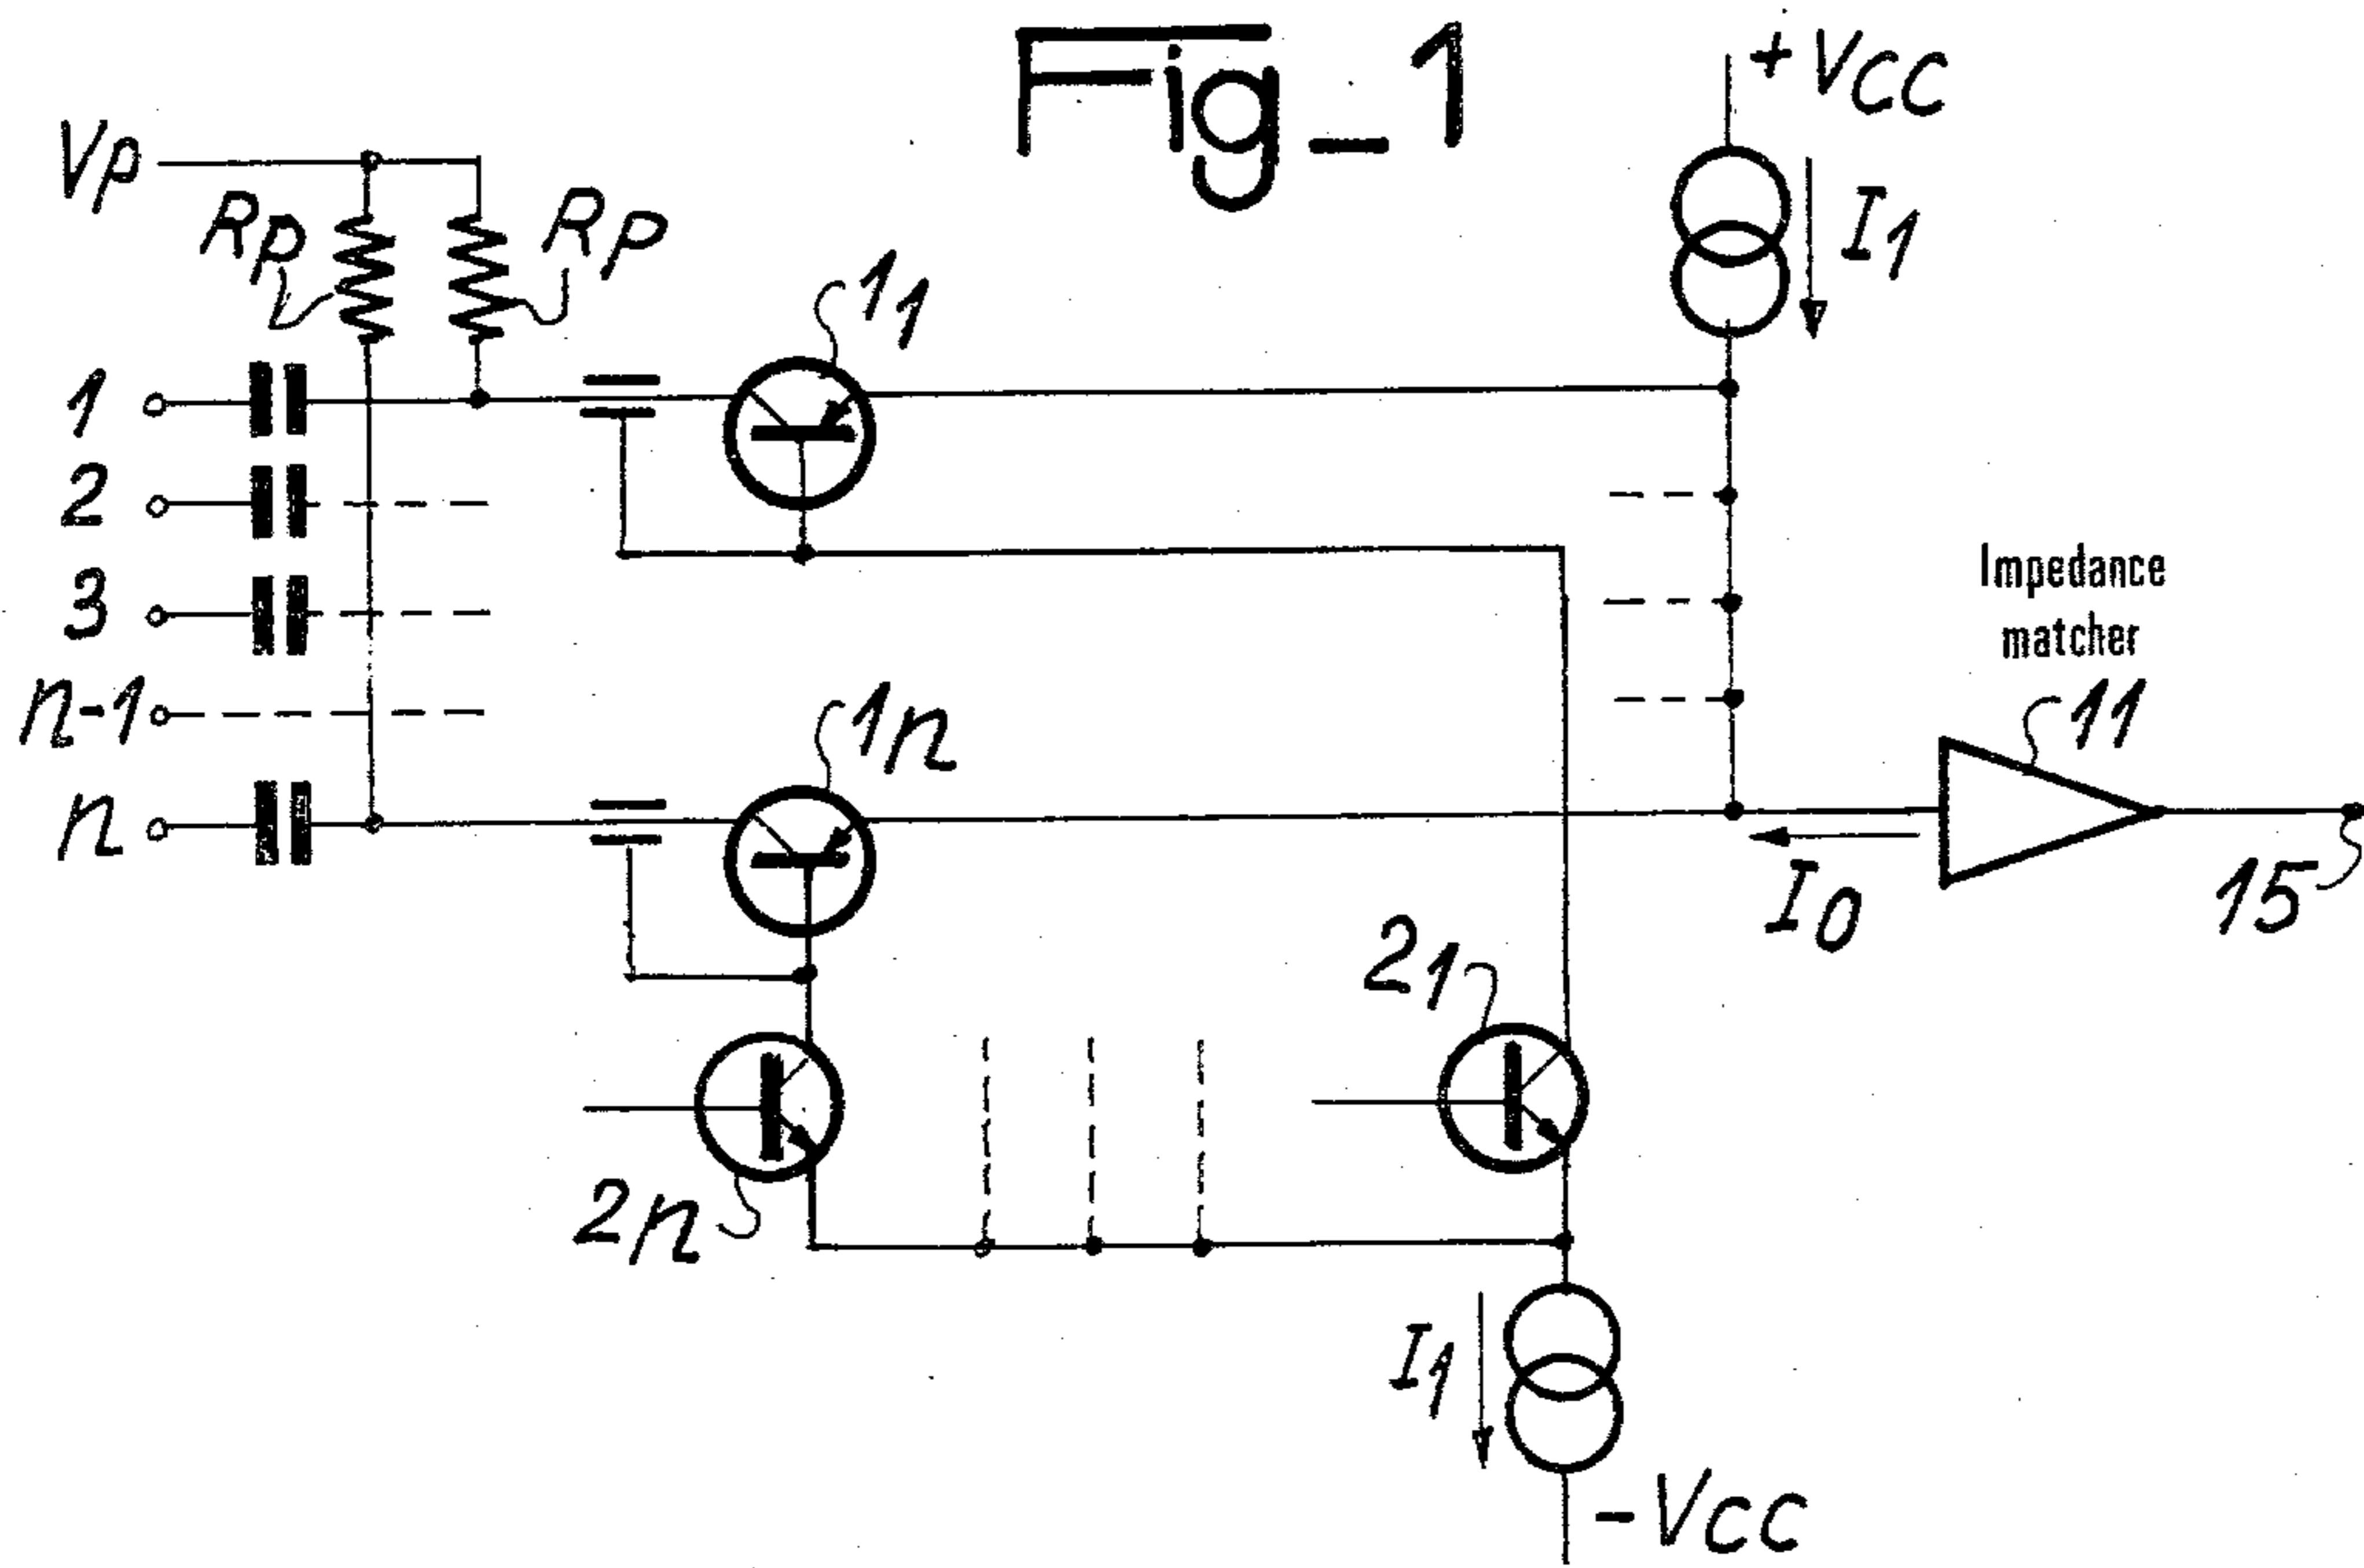 Fig_1
+VCC
Vp
Rp
Rp
I1
11
1
2
3
n-1
n
Impedance
matcher
1n
11
I0
15
21
2n
I1
-VCC